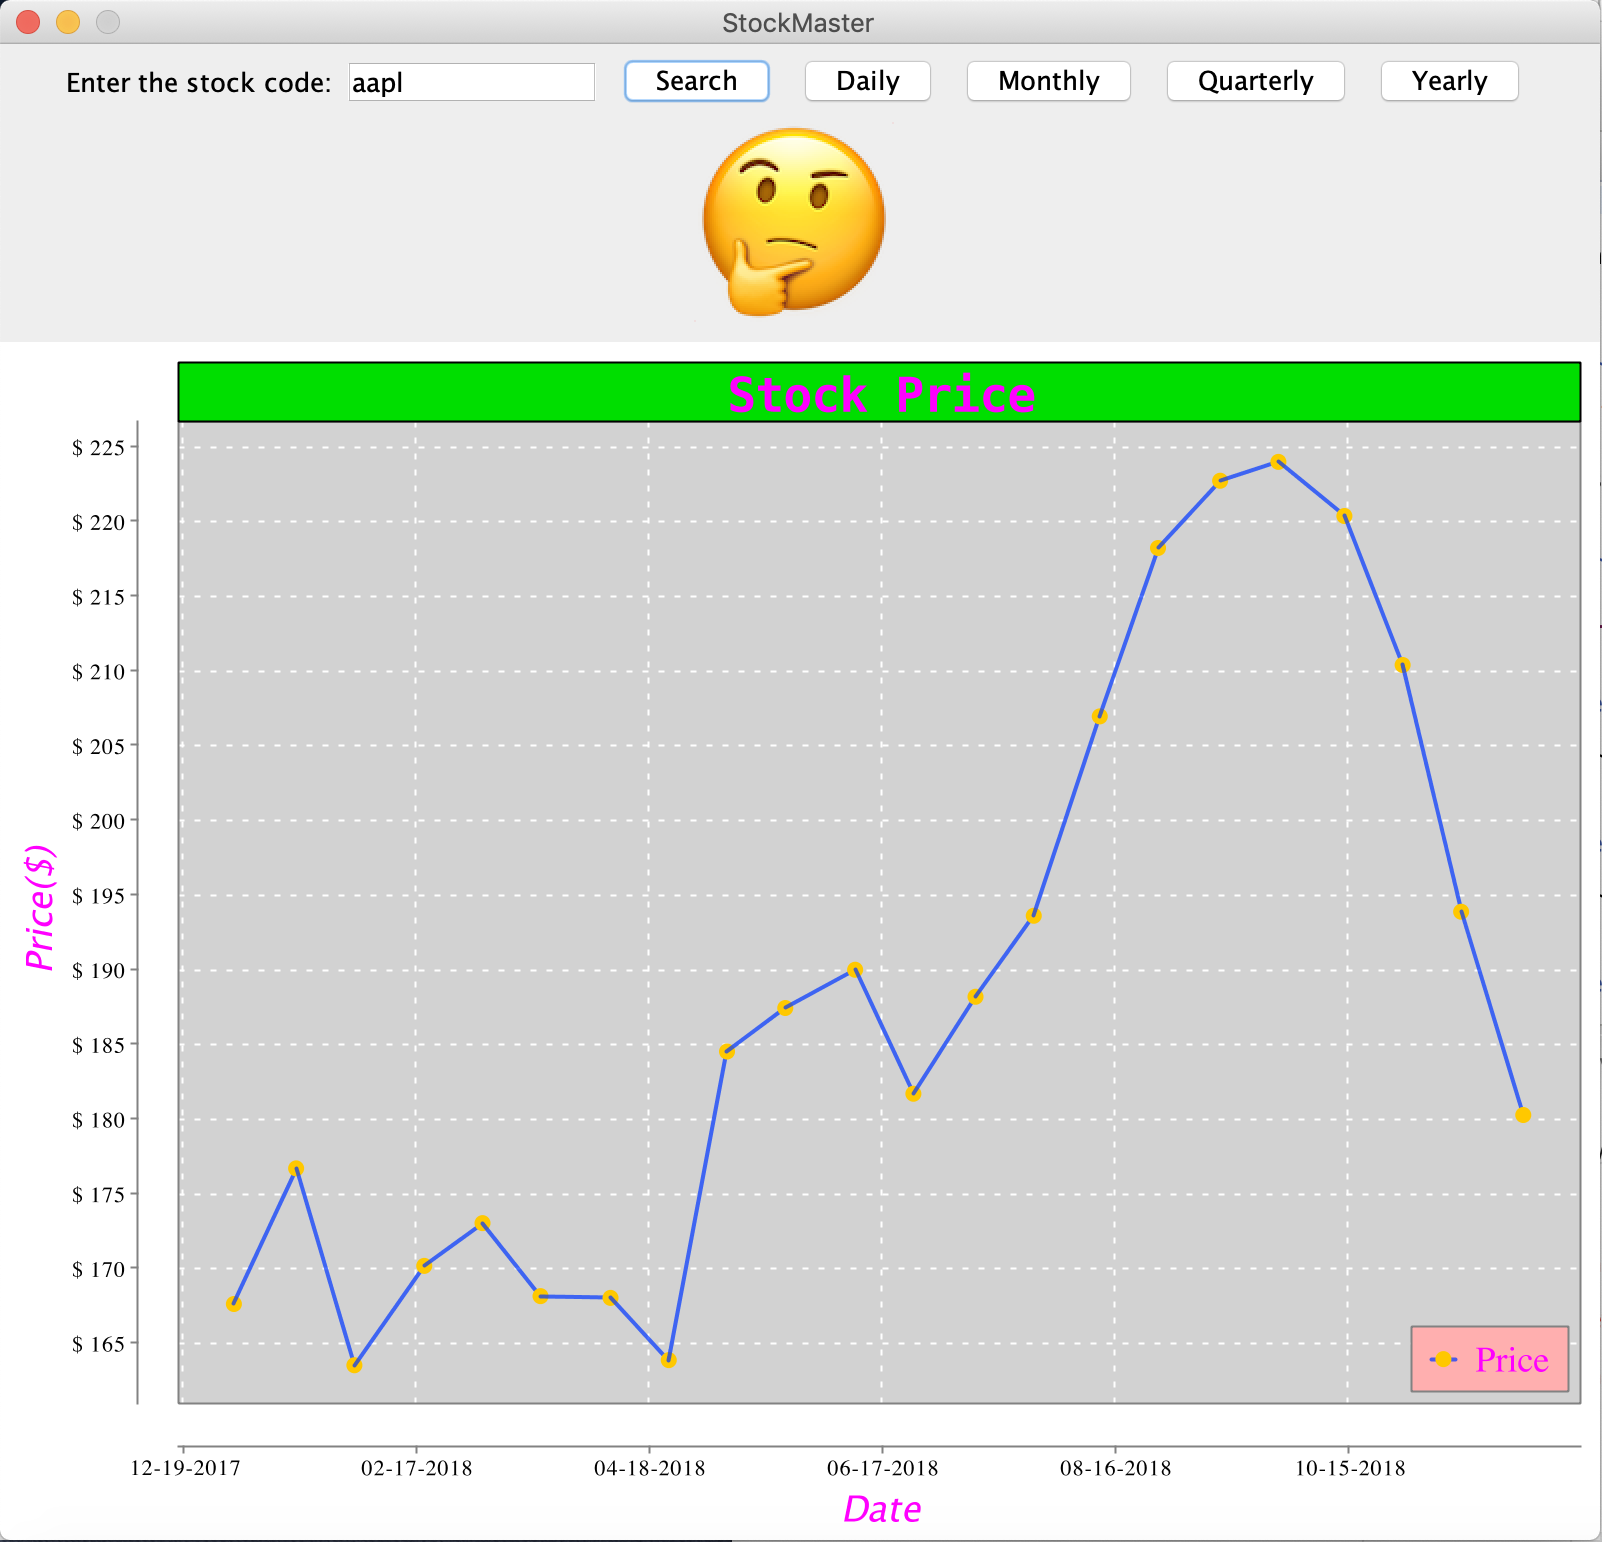 StockMaster
Enter the stock code: aapl Search Daily Monthly Quarterly Yearly
Stock Price
$ 225
$ 220
$ 215
$ 210
$ 205
$ 200
$ 195
$ 190
$ 185
$ 180
$ 175
$ 170
$ 165
Price($)
Price
12-19-2017 02-17-2018 04-18-2018 06-17-2018 08-16-2018 10-15-2018
Date